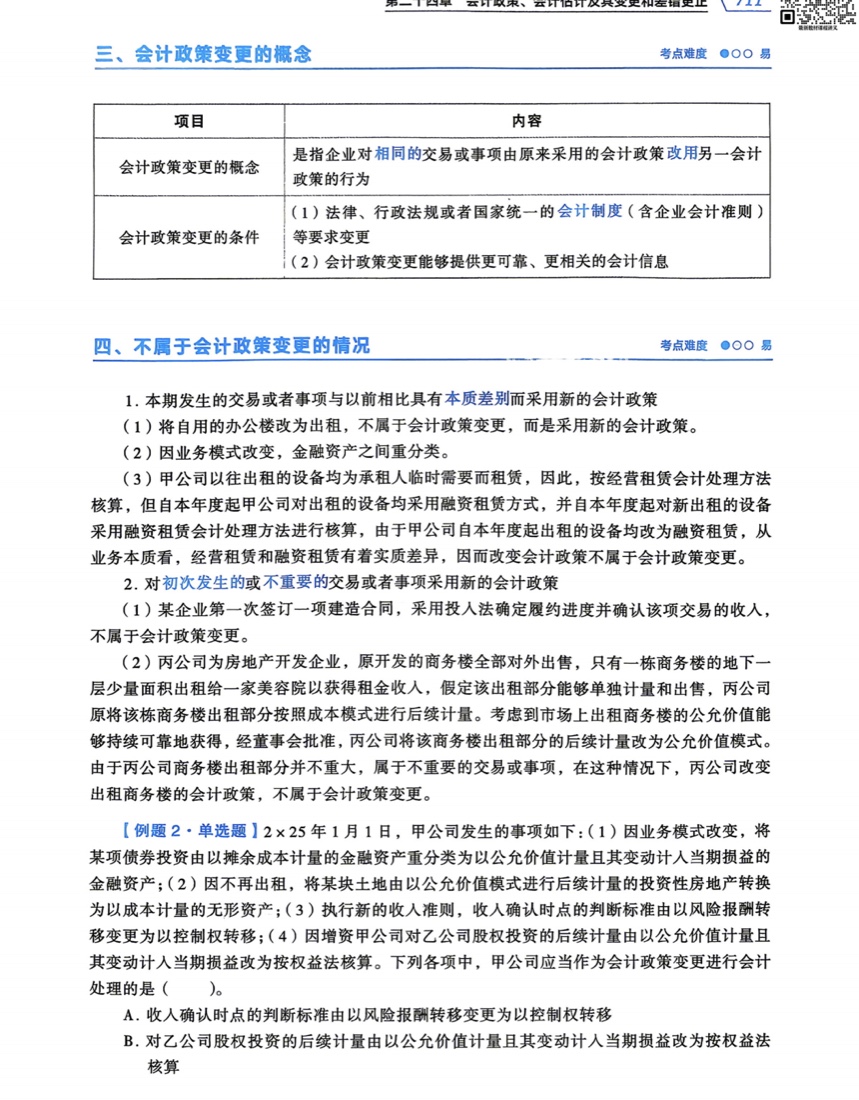 第二十四章 会计政策、会计估计及其变更和差错更正 711
三、会计政策变更的概念 考点难度 ●○○ 易
项目 内容
会计政策变更的概念
是指企业对相同的交易或事项由原来采用的会计政策改用另一会计
政策的行为
会计政策变更的条件
（1）法律、行政法规或者国家统一的会计制度（含企业会计准则）
等要求变更
（2）会计政策变更能够提供更可靠、更相关的会计信息
四、不属于会计政策变更的情况 考点难度 ●○○ 易
1. 本期发生的交易或者事项与以前相比具有本质差别而采用新的会计政策
（1）将自用的办公楼改为出租，不属于会计政策变更，而是采用新的会计政策。
（2）因业务模式改变，金融资产之间重分类。
（3）甲公司以往出租的设备均为承租人临时需要而租赁，因此，按经营租赁会计处理方法
核算，但自本年度起甲公司对出租的设备均采用融资租赁方式，并自本年度起对新出租的设备
采用融资租赁会计处理方法进行核算，由于甲公司自本年度起出租的设备均改为融资租赁，从
业务本质看，经营租赁和融资租赁有着实质差异，因而改变会计政策不属于会计政策变更。
2. 对初次发生的或不重要的交易或者事项采用新的会计政策
（1）某企业第一次签订一项建造合同，采用投入法确定履约进度并确认该项交易的收入，
不属于会计政策变更。
（2）丙公司为房地产开发企业，原开发的商务楼全部对外出售，只有一栋商务楼的地下一
层少量面积出租给一家美容院以获得租金收入，假定该出租部分能够单独计量和出售，丙公司
原将该栋商务楼出租部分按照成本模式进行后续计量。考虑到市场上出租商务楼的公允价值能
够持续可靠地获得，经董事会批准，丙公司将该商务楼出租部分的后续计量改为公允价值模式。
由于丙公司商务楼出租部分并不重大，属于不重要的交易或事项，在这种情况下，丙公司改变
出租商务楼的会计政策，不属于会计政策变更。
【例题2·单选题】2×25年1月1日，甲公司发生的事项如下：（1）因业务模式改变，将
某项债券投资由以摊余成本计量的金融资产重分类为以公允价值计量且其变动计入当期损益的
金融资产；（2）因不再出租，将某块土地由以公允价值模式进行后续计量的投资性房地产转换
为以成本计量的无形资产；（3）执行新的收入准则，收入确认时点的判断标准由以风险报酬转
移变更为以控制权转移；（4）因增资甲公司对乙公司股权投资的后续计量由以公允价值计量且
其变动计入当期损益改为按权益法核算。下列各项中，甲公司应当作为会计政策变更进行会计
处理的是（　　）。
A. 收入确认时点的判断标准由以风险报酬转移变更为以控制权转移
B. 对乙公司股权投资的后续计量由以公允价值计量且其变动计入当期损益改为按权益法
核算